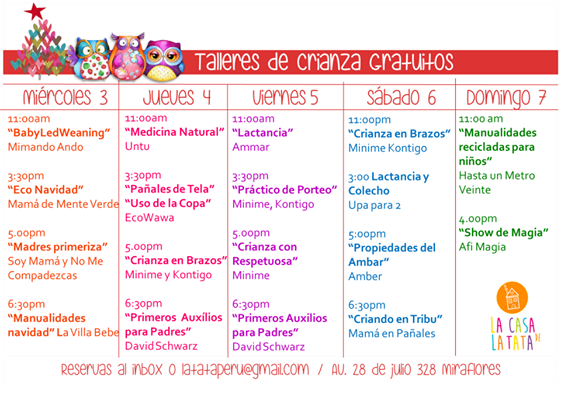 Talleres de crianza gratuitos
miércoles 3
11:00am
"BabyLedWeaning"
Mimando Ando
3:30pm
"Eco Navidad"
Mamá de Mente Verde
5.00pm
"Madres primeriza"
Soy Mamá y No Me
Compadezcas
6:30pm
"Manualidades
navidad" La Villa Bebe
jueves 4
11:00am
"Medicina Natural"
Untu
3:30pm
"Pañales de Tela"
"Uso de la Copa"
EcoWawa
5.00pm
"Crianza en Brazos"
Minime y Kontigo
6:30pm
"Primeros Auxílios
para Padres"
David Schwarz
viernes 5
11:00am
"Lactancia"
Ammar
3:30pm
"Práctico de Porteo"
Minime, Kontigo
5.00pm
"Crianza con
Respetuosa"
Minime
6:30pm
"Primeros Auxilios
para Padres"
David Schwarz
sábado 6
11:00pm
"Crianza en Brazos"
Minime Kontigo
3:00 Lactancia y
Colecho
Upa para 2
5:00pm
"Propiedades del
Ambar"
Amber
6:30pm
"Criando en Tribu"
Mamá en Pañales
Domingo 7
11:00 am
"Manualidades
recicladas para
niños"
Hasta un Metro
Veinte
4.00pm
"Show de Magia"
Afi Magia
LA CASA
DE
LA TATA
Reservas al inbox o latataperu@gmail.com / Av. 28 de julio 328 miraflores